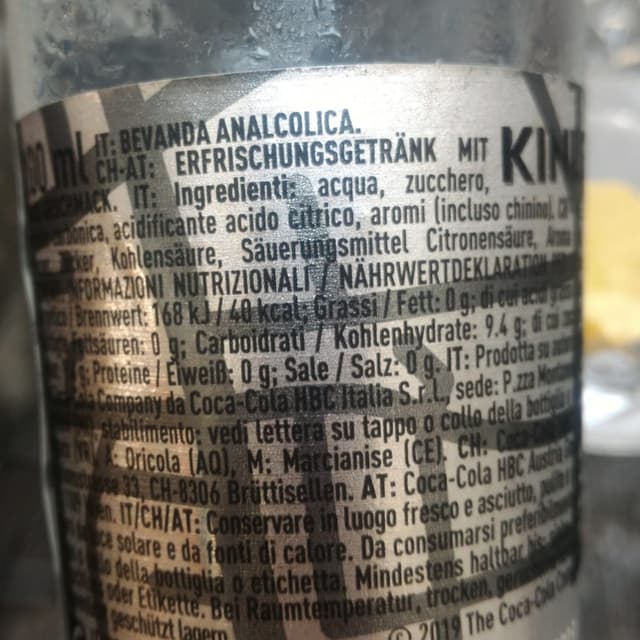 00 ml IT: BEVANDA ANALCOLICA.
CH-AT: ERFRISCHUNGSGETRÄNK MIT KIN
IT: Ingredienti: acqua, zucchero,
acidificante acido citrico, aromi (incluso chinino).
Kohlensäure, Säuerungsmittel Citronensäure, Aroma
NFORMAZIONI NUTRIZIONALI / NÄHRWERTDEKLARATION
Brennwert: 168 kJ / 40 kcal; Grassi / Fett: 0 g; di cui acidi
0 g; Carboidrati / Kohlenhydrate: 9.4 g; di cui
g; Proteine / Eiweiß: 0 g; Sale / Salz: 0 g. IT: Prodotta su
Company da Coca-Cola HBC Italia S.r.l., sede: P.zza
stabilimento: vedi lettera su tappo o collo della bottiglia
Oricola (AQ), M: Marcianise (CE). CH: Coca-Cola
33, CH-8306 Brüttisellen. AT: Coca-Cola HBC Austria
IT/CH/AT: Conservare in luogo fresco e asciutto,
solare e da fonti di calore. Da consumarsi
della bottiglia o etichetta. Mindestens haltbar bis:
oder Etikette. Bei Raumtemperatur, trocken,
geschützt lagern.
© 2019 The Coca-Cola